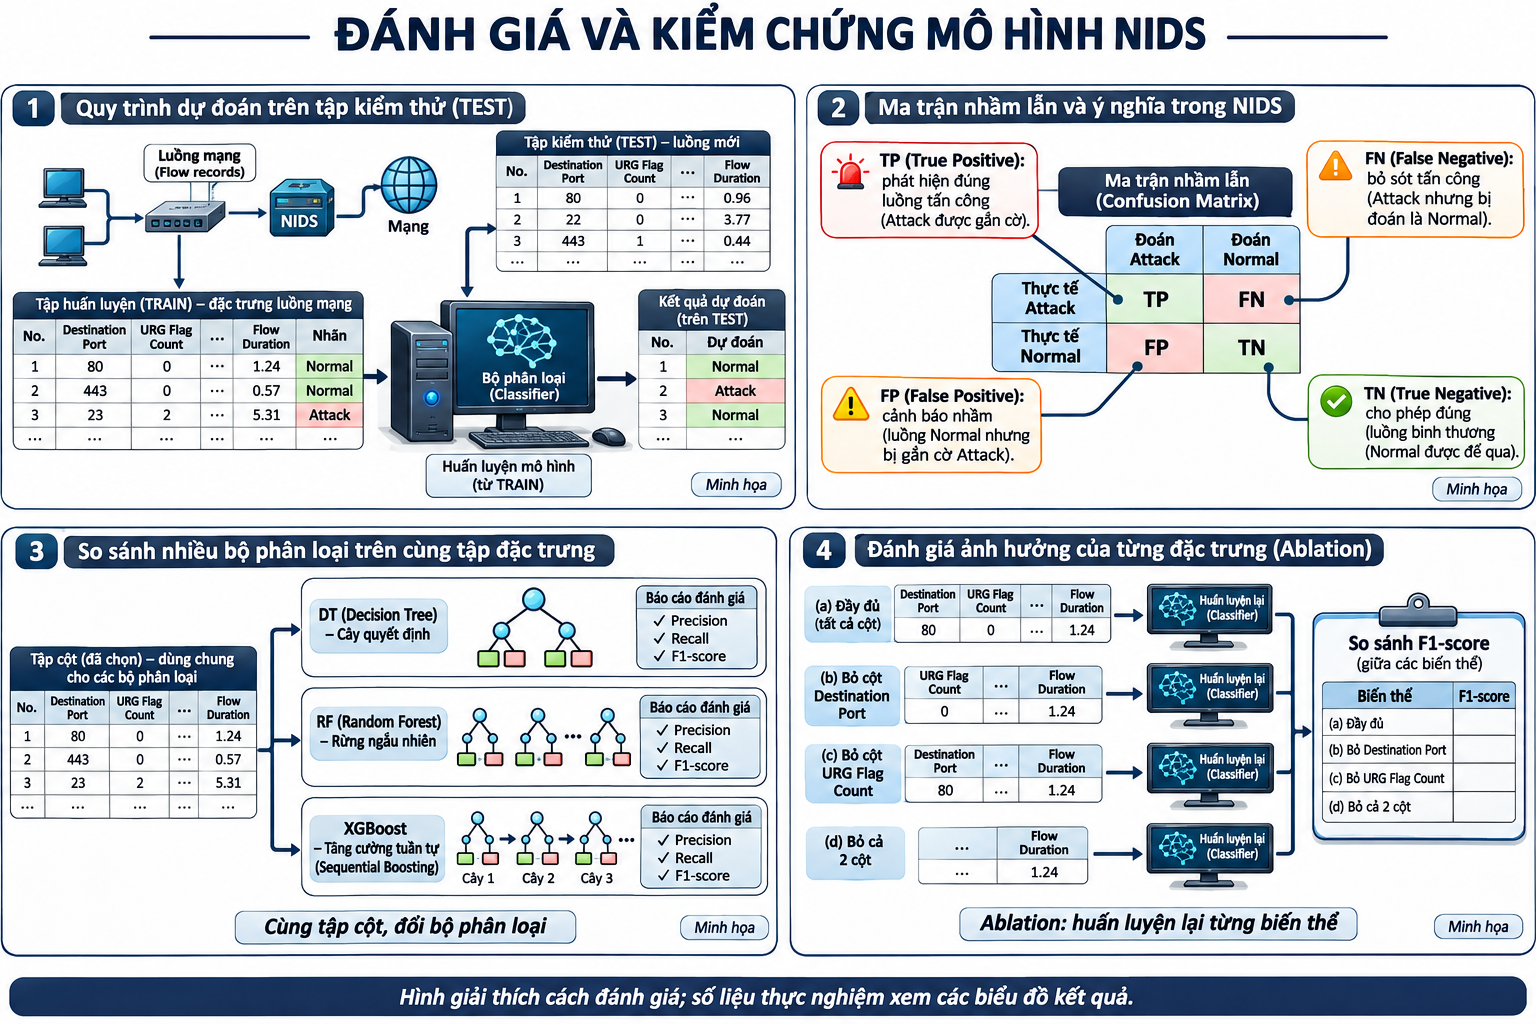 ĐÁNH GIÁ VÀ KIỂM CHỨNG MÔ HÌNH NIDS
1 Quy trình dự đoán trên tập kiểm thử (TEST)
Luồng mạng
(Flow records)
NIDS
Mạng
Tập kiểm thử (TEST) – luồng mới
No. Destination Port URG Flag Count ... Flow Duration
1 80 0 ... 0.96
2 22 0 ... 3.77
3 443 1 ... 0.44
... ... ... ... ...
Tập huấn luyện (TRAIN) – đặc trưng luồng mạng
No. Destination Port URG Flag Count ... Flow Duration Nhãn
1 80 0 ... 1.24 Normal
2 443 0 ... 0.57 Normal
3 23 2 ... 5.31 Attack
... ... ... ... ... ...
Bộ phân loại
(Classifier)
Huấn luyện mô hình
(từ TRAIN)
Kết quả dự đoán
(trên TEST)
No. Dự đoán
1 Normal
2 Attack
3 Normal
... ...
Minh họa
2 Ma trận nhầm lẫn và ý nghĩa trong NIDS
TP (True Positive):
phát hiện đúng
luồng tấn công
(Attack được gắn cờ).
Ma trận nhầm lẫn
(Confusion Matrix)
FN (False Negative):
bỏ sót tấn công
(Attack nhưng bị
đoán là Normal).
Đoán Attack Đoán Normal
Thực tế Attack TP FN
Thực tế Normal FP TN
FP (False Positive):
cảnh báo nhầm
(luồng Normal nhưng
bị gắn cờ Attack).
TN (True Negative):
cho phép đúng
(luồng bình thương
(Normal được để qua).
Minh họa
3 So sánh nhiều bộ phân loại trên cùng tập đặc trưng
Tập cột (đã chọn) – dùng chung
cho các bộ phân loại
No. Destination Port URG Flag Count ... Flow Duration
1 80 0 ... 1.24
2 443 0 ... 0.57
3 23 2 ... 5.31
... ... ... ... ...
DT (Decision Tree)
– Cây quyết định
Báo cáo đánh giá
✓ Precision
✓ Recall
✓ F1-score
RF (Random Forest)
– Rừng ngẫu nhiên
...
Báo cáo đánh giá
✓ Precision
✓ Recall
✓ F1-score
XGBoost
– Tăng cường tuần tự
(Sequential Boosting)
Cây 1 Cây 2 Cây 3 ...
Báo cáo đánh giá
✓ Precision
✓ Recall
✓ F1-score
Cùng tập cột, đổi bộ phân loại
Minh họa
4 Đánh giá ảnh hưởng của từng đặc trưng (Ablation)
(a) Đầy đủ
(tất cả cột)
Destination Port URG Flag Count ... Flow Duration
80 0 ... 1.24
Huấn luyện lại
(Classifier)
(b) Bỏ cột
Destination
Port
URG Flag Count ... Flow Duration
0 ... 1.24
Huấn luyện lại
(Classifier)
(c) Bỏ cột
URG Flag
Count
Destination Port ... Flow Duration
80 ... 1.24
Huấn luyện lại
(Classifier)
(d) Bỏ cả
2 cột
... Flow Duration
... 1.24
Huấn luyện lại
(Classifier)
So sánh F1-score
(giữa các biến thể)
Biến thể F1-score
(a) Đầy đủ
(b) Bỏ Destination Port
(c) Bỏ URG Flag Count
(d) Bỏ cả 2 cột
Ablation: huấn luyện lại từng biến thể
Minh họa
Hình giải thích cách đánh giá; số liệu thực nghiệm xem các biểu đồ kết quả.